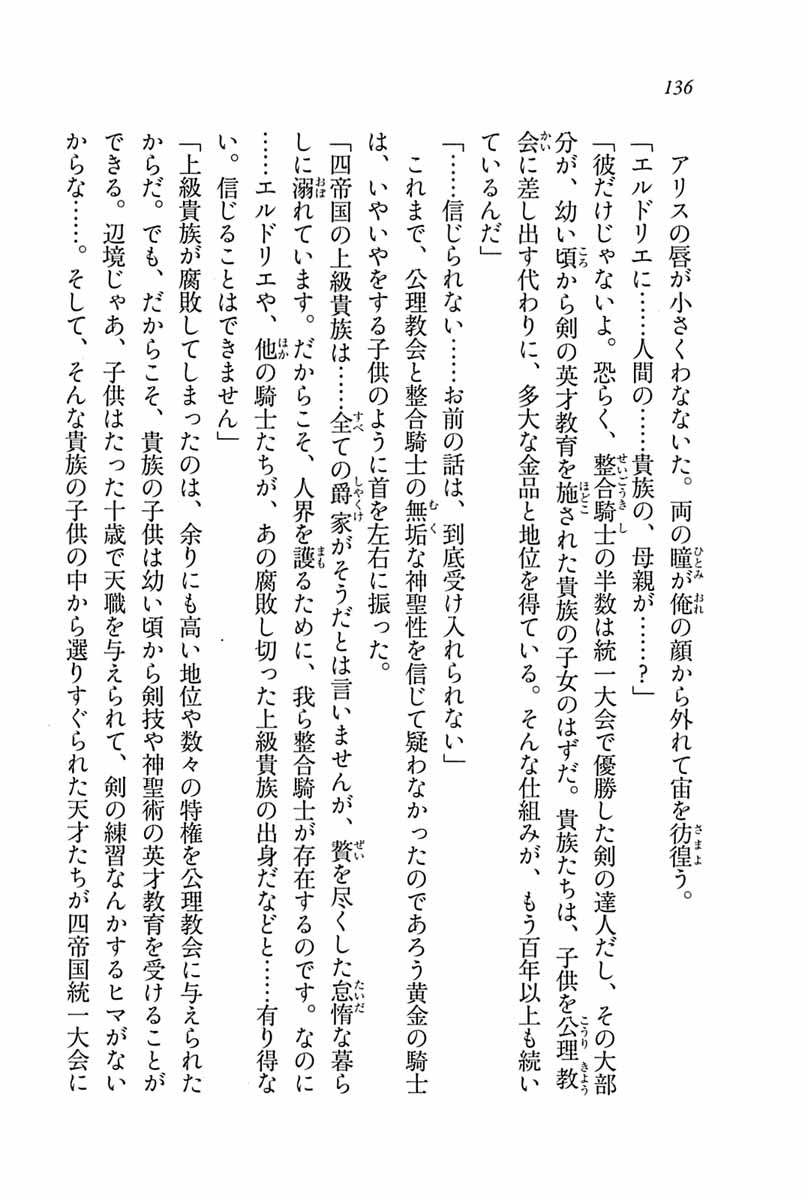 136
アリスの唇が小さくわなないた。両の瞳が俺の顔から外れて宙を彷徨う。
「エルドリエに……人間の……貴族の、母親が……?」
「彼だけじゃないよ。恐らく、整合騎士の半数は統一大会で優勝した剣の達人だし、その大部
分が、幼い頃から剣の英才教育を施された貴族の子女のはずだ。貴族たちは、子供を公理教
会に差し出す代わりに、多大な金品と地位を得ている。そんな仕組みが、もう百年以上も続い
ているんだ」
「……信じられない……お前の話は、到底受け入れられない」
これまで、公理教会と整合騎士の無垢な神聖性を信じて疑わなかったのであろう黄金の騎士
は、いやいやをする子供のように首を左右に振った。
「四帝国の上級貴族は……全ての爵家がそうだとは言いませんが、贅を尽くした怠惰な暮ら
しに溺れています。だからこそ、人界を護るために、我ら整合騎士が存在するのです。なのに
……エルドリエや、他の騎士たちが、あの腐敗し切った上級貴族の出身だなどと……有り得な
い。信じることはできません」
「上級貴族が腐敗してしまったのは、余りにも高い地位や数々の特権を公理教会に与えられた
からだ。でも、だからこそ、貴族の子供は幼い頃から剣技や神聖術の英才教育を受けることが
できる。辺境じゃあ、子供はたった十歳で天職を与えられて、剣の練習なんかするヒマがない
からな……。そして、そんな貴族の子供の中から選りすぐられた天才たちが四帝国統一大会に